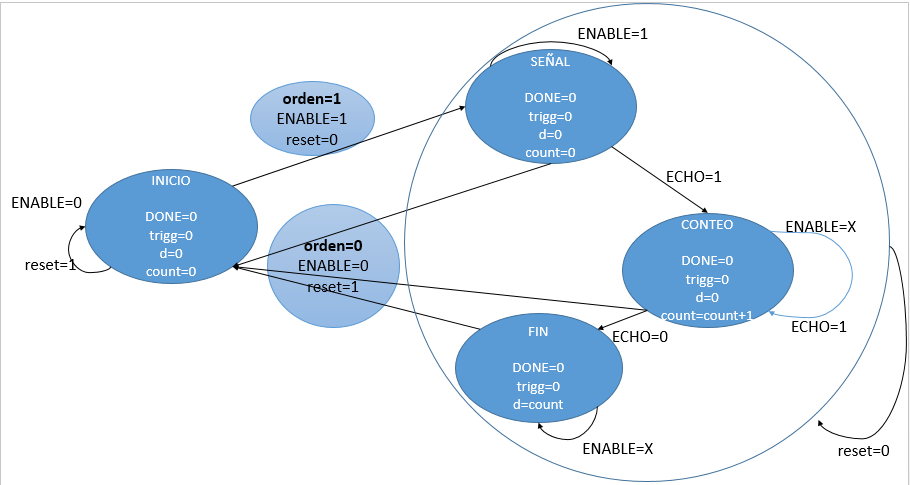 ENABLE=1
SEÑAL
DONE=0
trigg=0
d=0
count=0
orden=1
ENABLE=1
reset=0
ECHO=1
INICIO
DONE=0
trigg=0
d=0
count=0
ENABLE=0
reset=1
orden=0
ENABLE=0
reset=1
CONTEO
DONE=0
trigg=0
d=0
count=count+1
ENABLE=X
ECHO=1
ECHO=0
FIN
DONE=0
trigg=0
d=count
ENABLE=X
reset=0